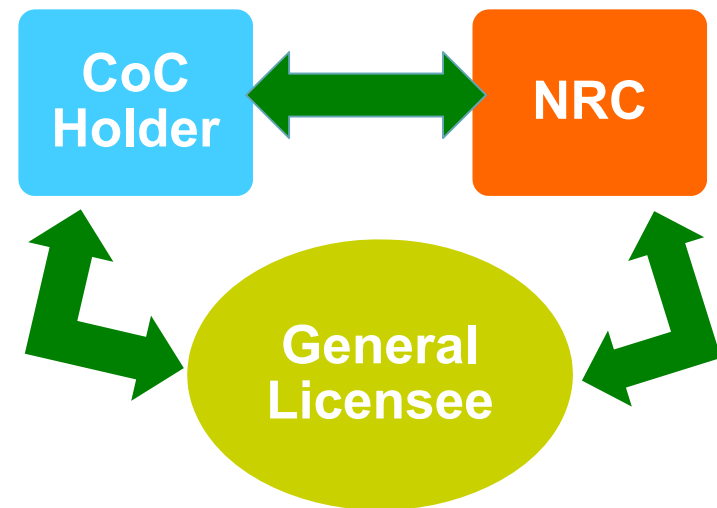 CoC
Holder
NRC
General
Licensee